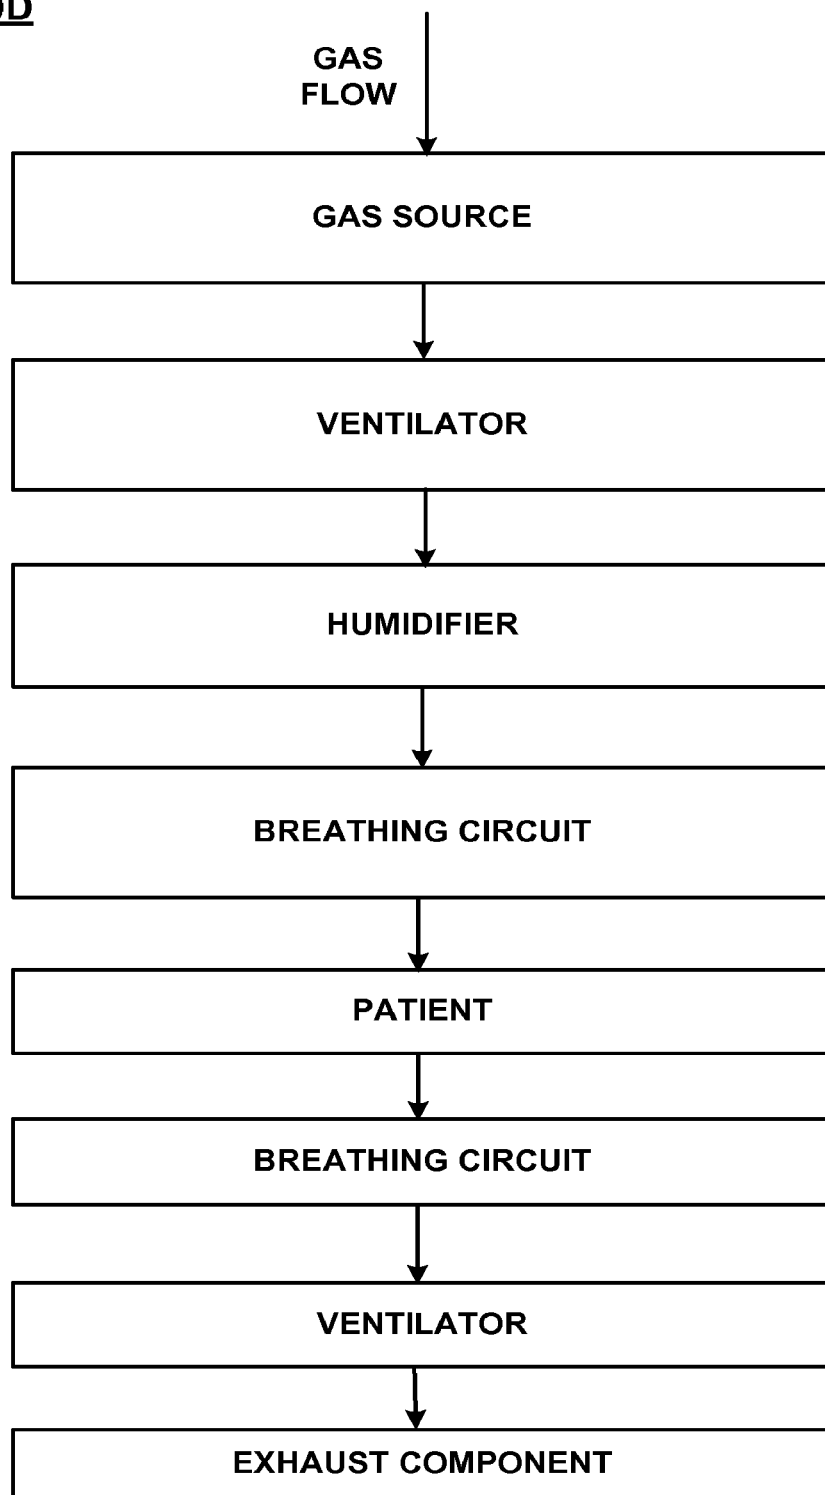 GAS
FLOW
GAS SOURCE
VENTILATOR
HUMIDIFIER
BREATHING CIRCUIT
PATIENT
BREATHING CIRCUIT
VENTILATOR
EXHAUST COMPONENT